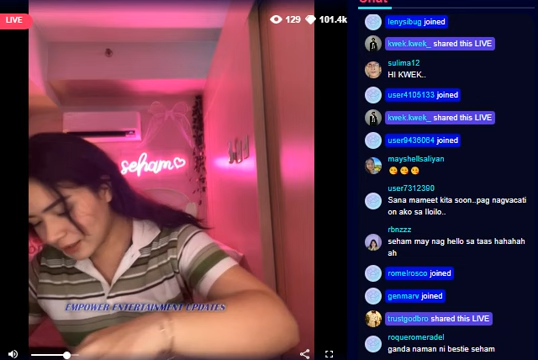 LIVE
129 101.4k
seham
EMPOWER ENTERTAINMENT UPDATES
Chat
lenysibug joined
kwek.kwek_ shared this LIVE
sulima12
HI KWEK..
user4105133 joined
kwek.kwek_ shared this LIVE
user9436064 joined
mayshellsaliyan
😘 😘 😘
user7312390
Sana mameet kita soon..pag nagvacati
on ako sa Iloilo..
rbnzzz
seham may nag hello sa taas hahahah
ah
romelrosco joined
genmarv joined
trustgodbro shared this LIVE
roqueromeradel
ganda naman ni bestie seham